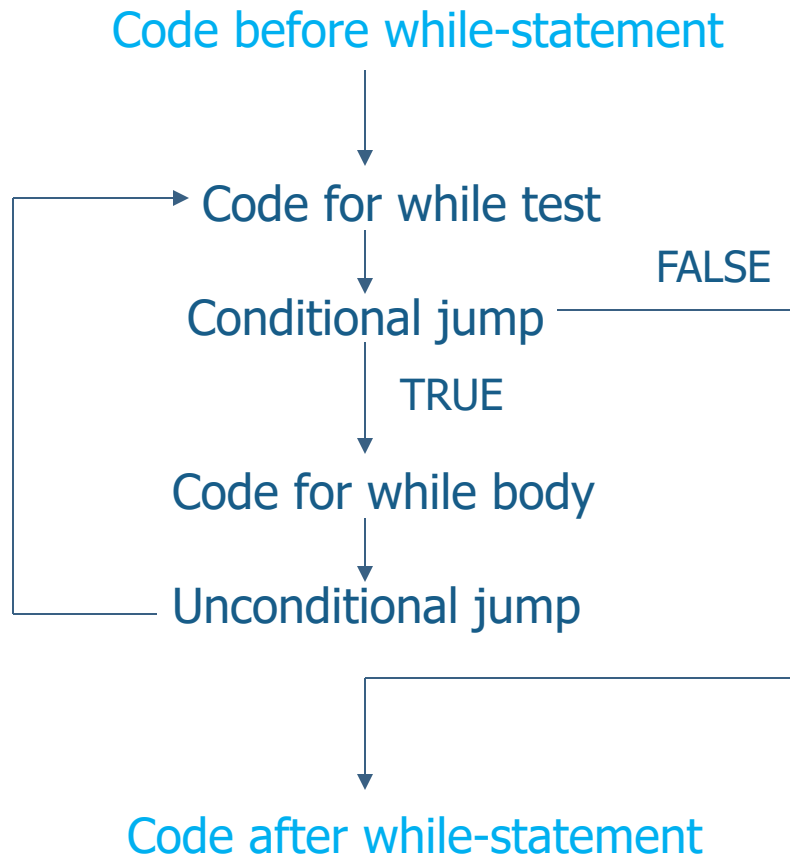 Code before while-statement
Code for while test
FALSE
Conditional jump
TRUE
Code for while body
Unconditional jump
Code after while-statement